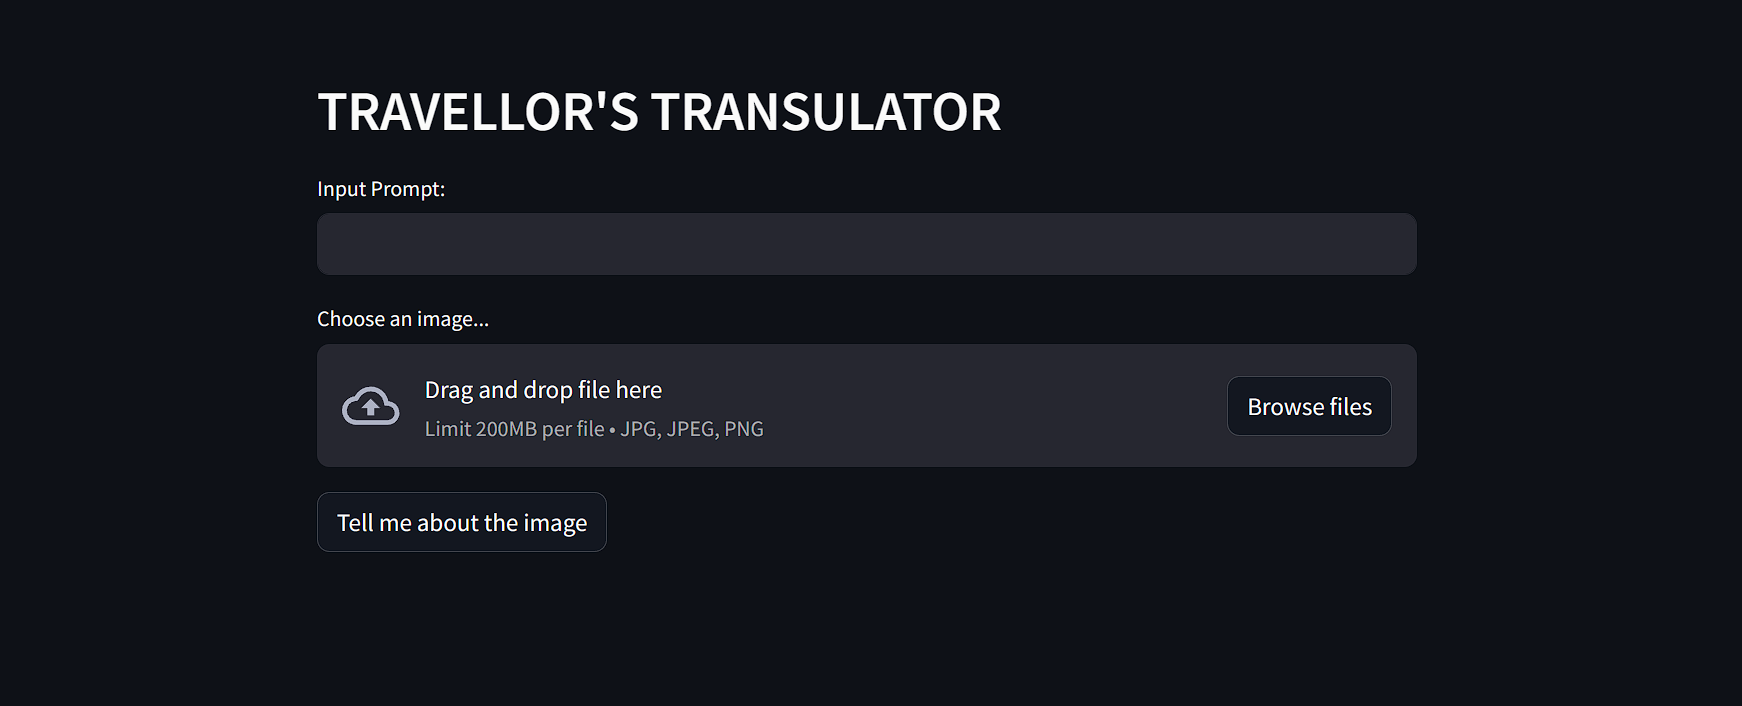 TRAVELLOR'S TRANSULATOR
Input Prompt:
Choose an image...
Drag and drop file here
Limit 200MB per file • JPG, JPEG, PNG
Browse files
Tell me about the image